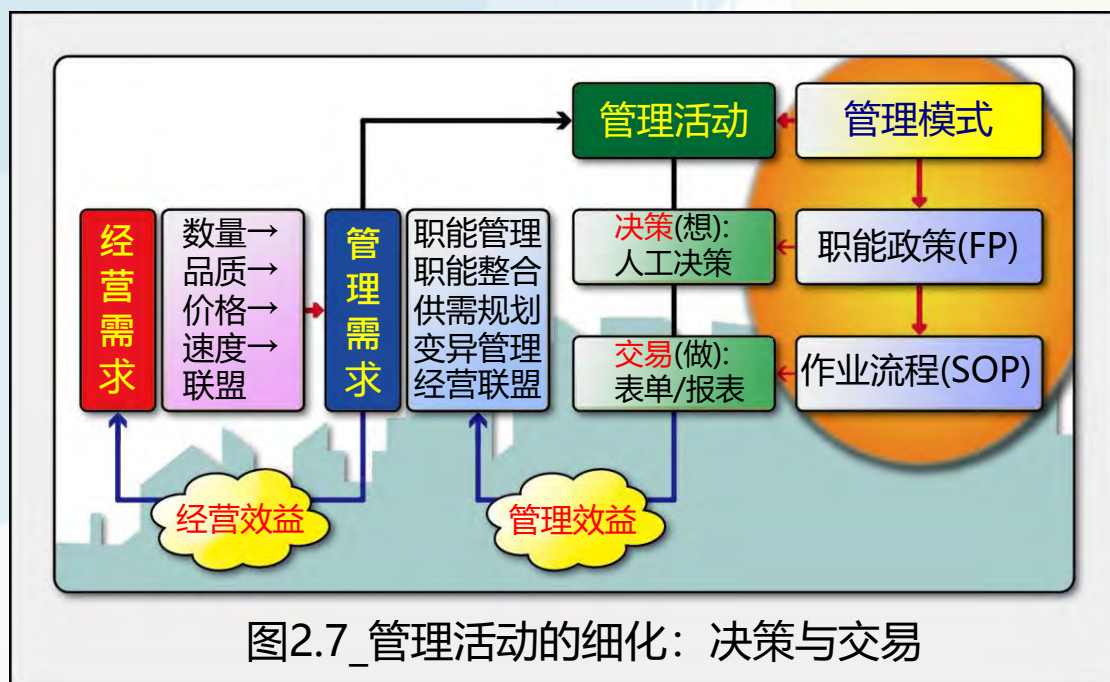 管理活动
管理模式
经营需求
数量→
品质→
价格→
速度→
联盟
管理需求
职能管理
职能整合
供需规划
变异管理
经营联盟
决策(想):
人工决策
职能政策(FP)
交易(做):
表单/报表
作业流程(SOP)
经营效益
管理效益
图2.7_管理活动的细化：决策与交易